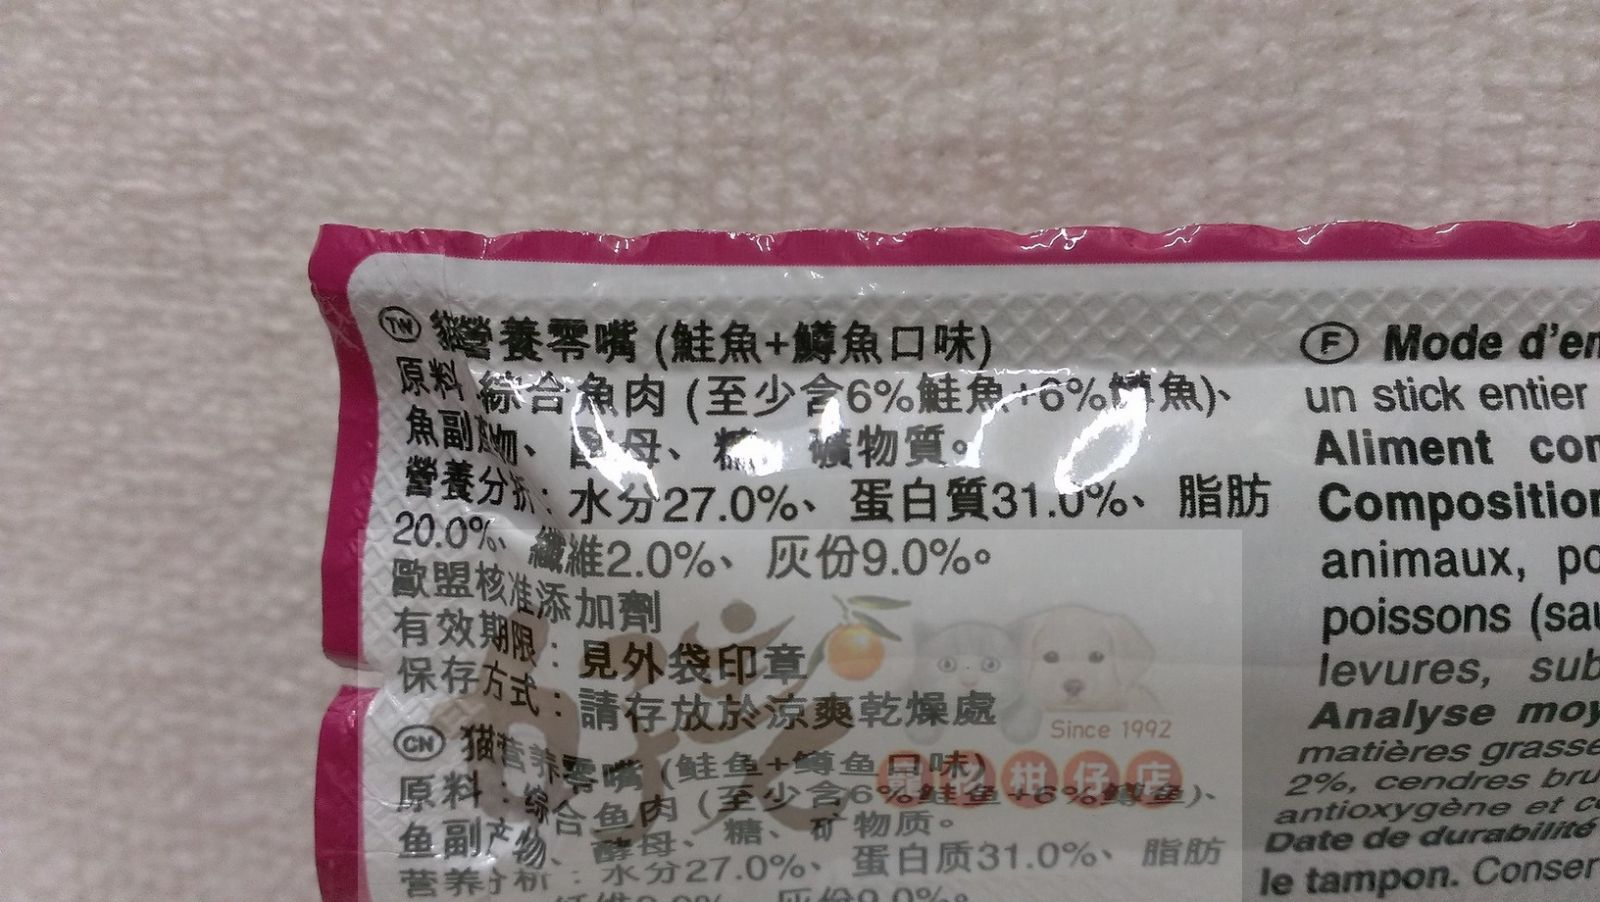 TW 貓營養零嘴 (鮭魚+鱒魚口味)
原料 綜合魚肉 (至少含6%鮭魚+6%鱒魚)、
魚副產物、酵母、糖、礦物質。
營養分析：水分27.0%、蛋白質31.0%、脂肪
20.0%、纖維2.0%、灰份9.0%。
歐盟核准添加劑
有效期限：見外袋印章
保存方式：請存放於涼爽乾燥處
CN 猫营养零嘴 (鲑鱼+鳟鱼口味)
原料：综合鱼肉 (至少含6%鲑鱼+6%鳟鱼)、
鱼副产物、酵母、糖、矿物质。
营养分析：水分27.0%、蛋白质31.0%、脂肪
F Mode d'em
un stick entier
Aliment con
Composition
animaux, po
poissons (sau
levures, sub
Analyse moy
matières grasse
2%, cendres bru
antioxygène et c
Date de durabilité
le tampon. Conser
Since 1992
柑仔店